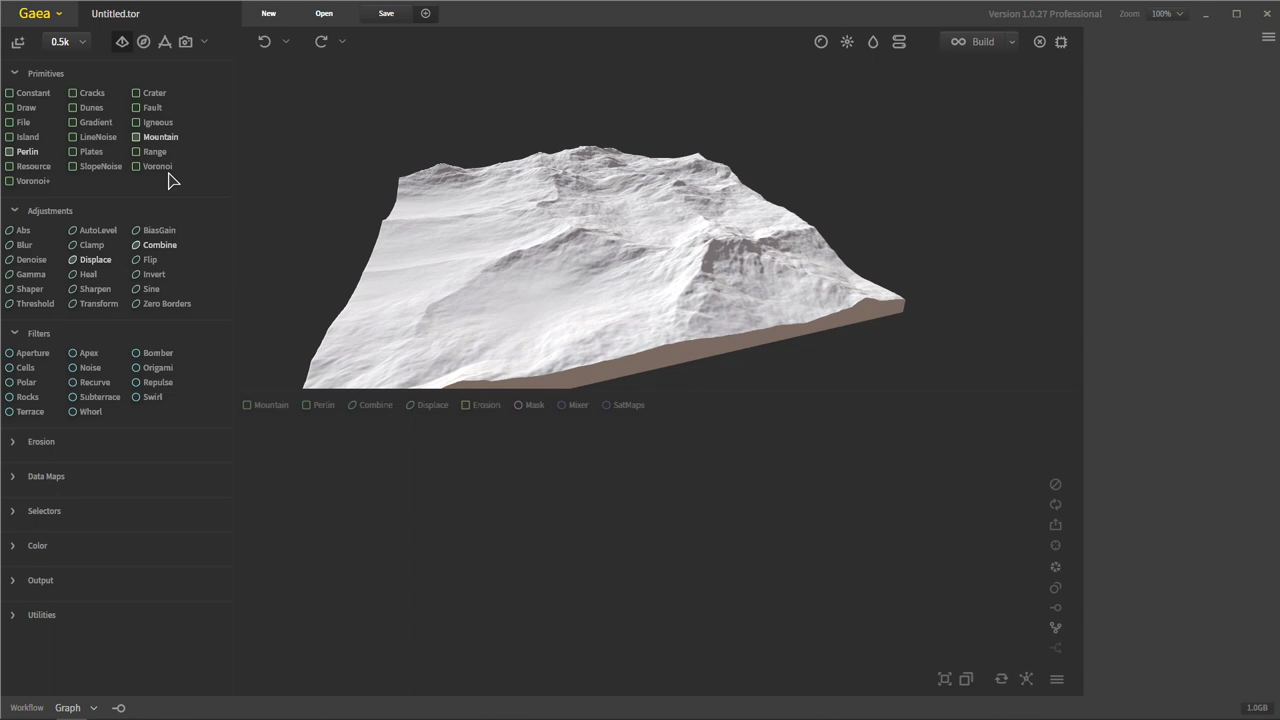 Gaea Untitled.tor New Open Save Version 1.0.27 Professional Zoom 100%
0.5k Build
Primitives
Constant Cracks Crater
Draw Dunes Fault
File Gradient Igneous
Island LineNoise Mountain
Perlin Plates Range
Resource SlopeNoise Voronoi
Voronoi+
Adjustments
Abs AutoLevel BiasGain
Blur Clamp Combine
Denoise Displace Flip
Gamma Heal Invert
Shaper Sharpen Sine
Threshold Transform Zero Borders
Filters
Aperture Apex Bomber
Cells Noise Origami
Polar Recurve Repulse
Rocks Subterrace Swirl
Terrace Whorl
Mountain Perlin Combine Displace Erosion Mask Mixer SatMaps
Erosion
Data Maps
Selectors
Color
Output
Utilities
Workflow Graph 1.0GB